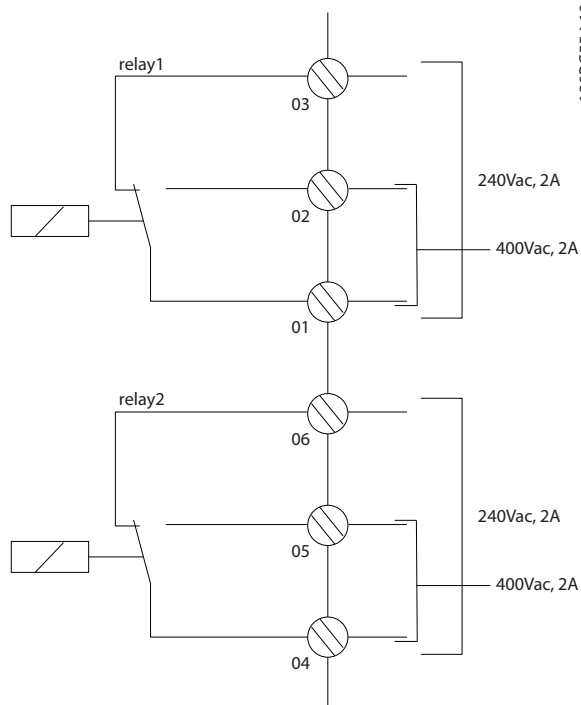 relay1
03
240Vac, 2A
02
400Vac, 2A
01
relay2
06
240Vac, 2A
05
400Vac, 2A
04